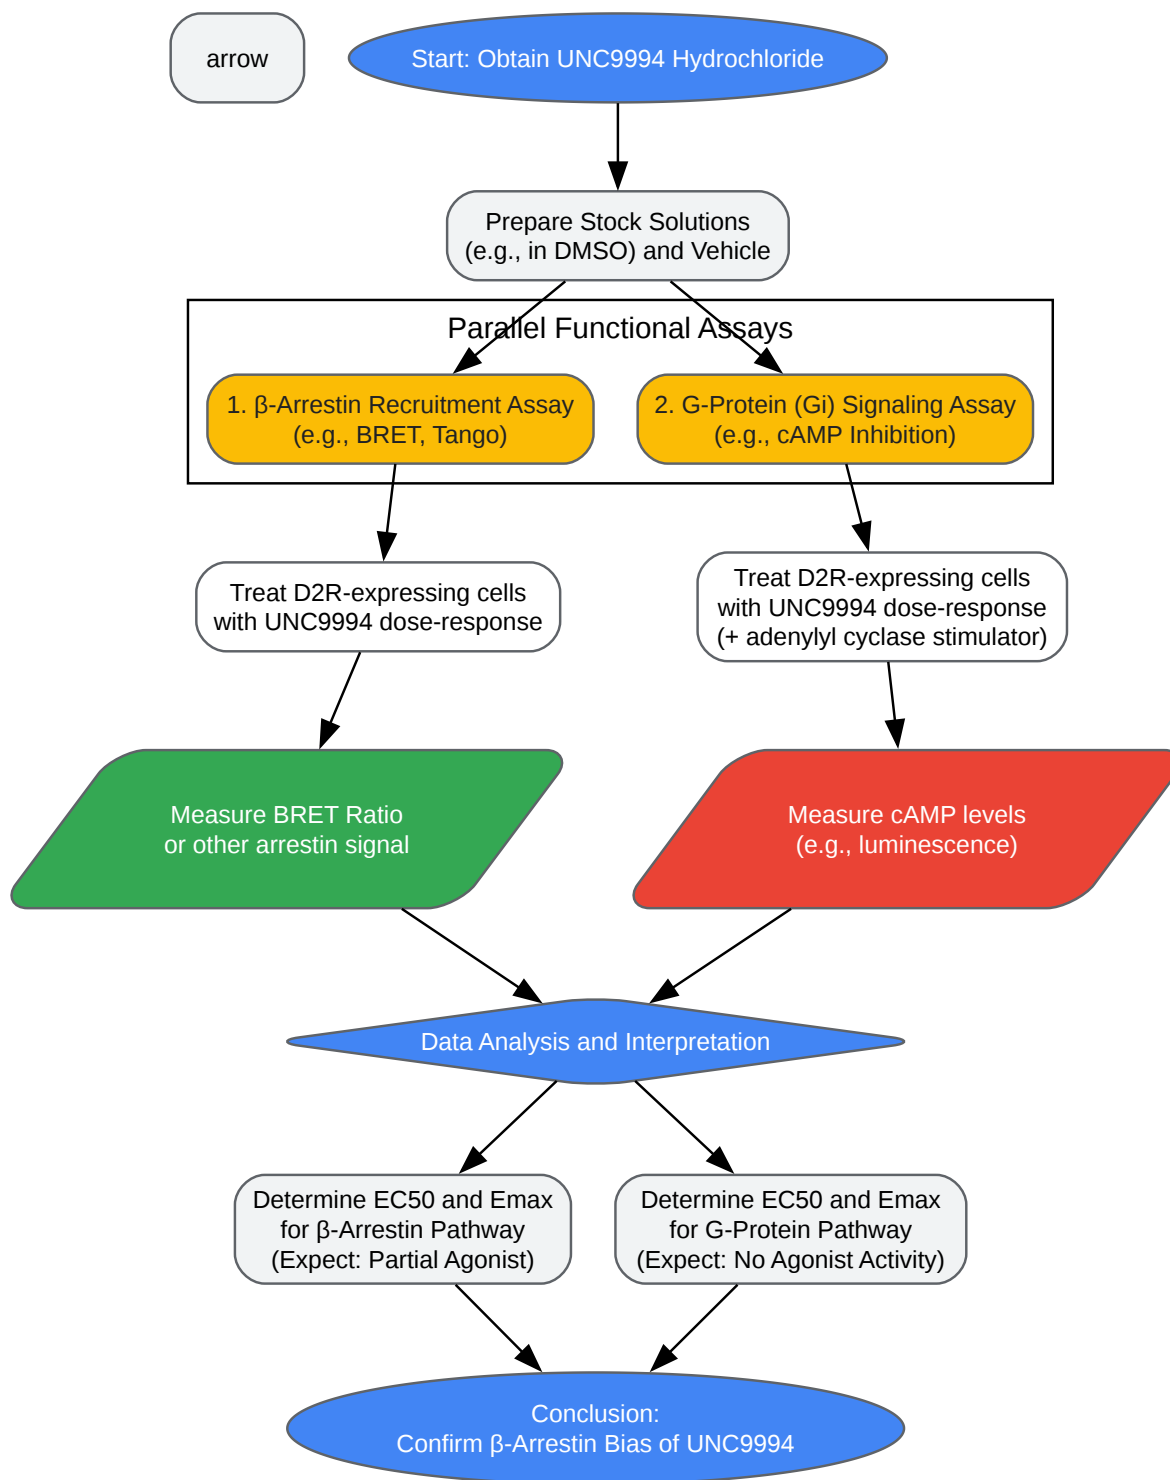 arrow
Start: Obtain UNC9994 Hydrochloride
Prepare Stock Solutions
(e.g., in DMSO) and Vehicle
Parallel Functional Assays
1. β-Arrestin Recruitment Assay
(e.g., BRET, Tango)
2. G-Protein (Gi) Signaling Assay
(e.g., cAMP Inhibition)
Treat D2R-expressing cells
with UNC9994 dose-response
Treat D2R-expressing cells
with UNC9994 dose-response
(+ adenylyl cyclase stimulator)
Measure BRET Ratio
or other arrestin signal
Measure cAMP levels
(e.g., luminescence)
Data Analysis and Interpretation
Determine EC50 and Emax
for β-Arrestin Pathway
(Expect: Partial Agonist)
Determine EC50 and Emax
for G-Protein Pathway
(Expect: No Agonist Activity)
Conclusion:
Confirm β-Arrestin Bias of UNC9994